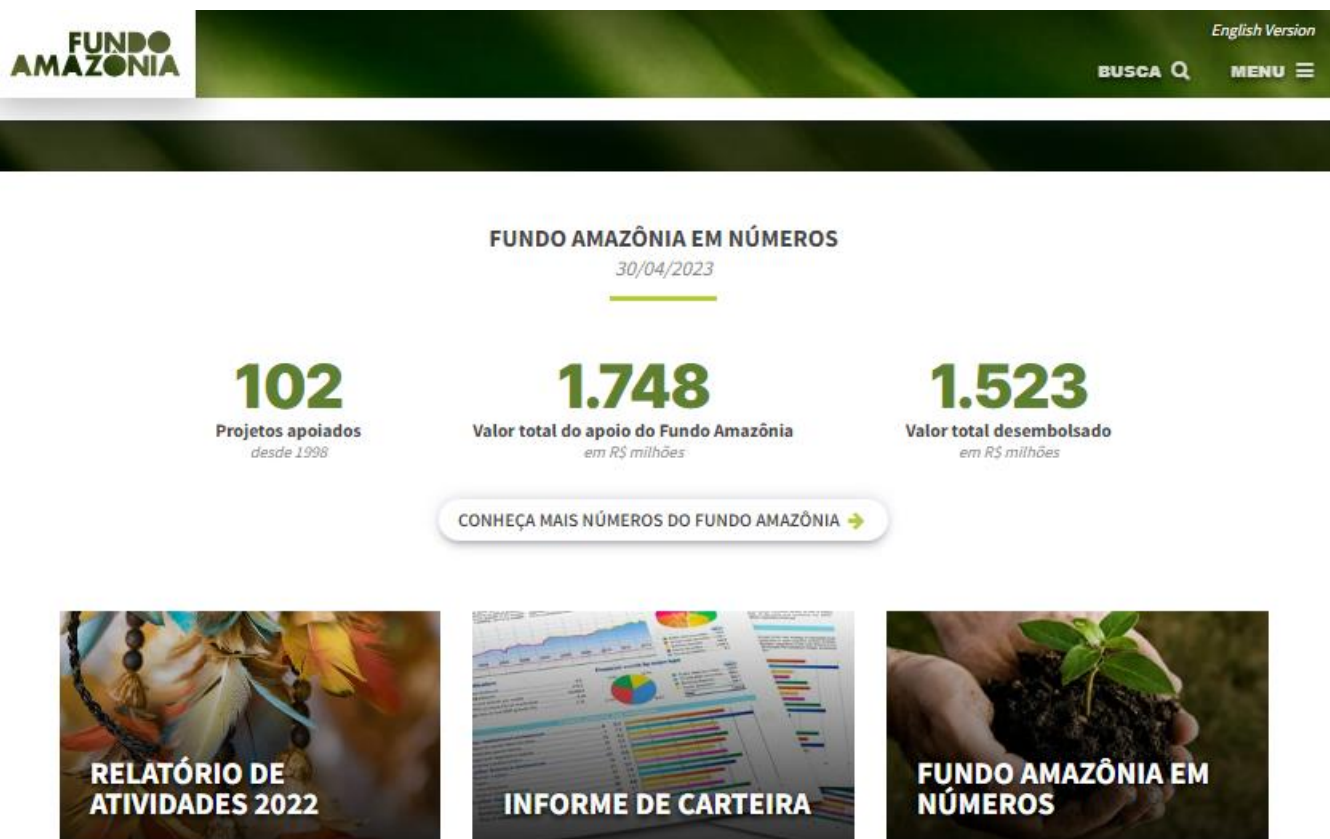 FUNDO
AMAZONIA
English Version
BUSCA
MENU
FUNDO AMAZÔNIA EM NÚMEROS
30/04/2023
102
Projetos apoiados
desde 1998
1.748
Valor total do apoio do Fundo Amazônia
em R$ milhões
1.523
Valor total desembolsado
em R$ milhões
CONHEÇA MAIS NÚMEROS DO FUNDO AMAZÔNIA
RELATÓRIO DE
ATIVIDADES 2022
INFORME DE CARTEIRA
FUNDO AMAZÔNIA EM
NÚMEROS